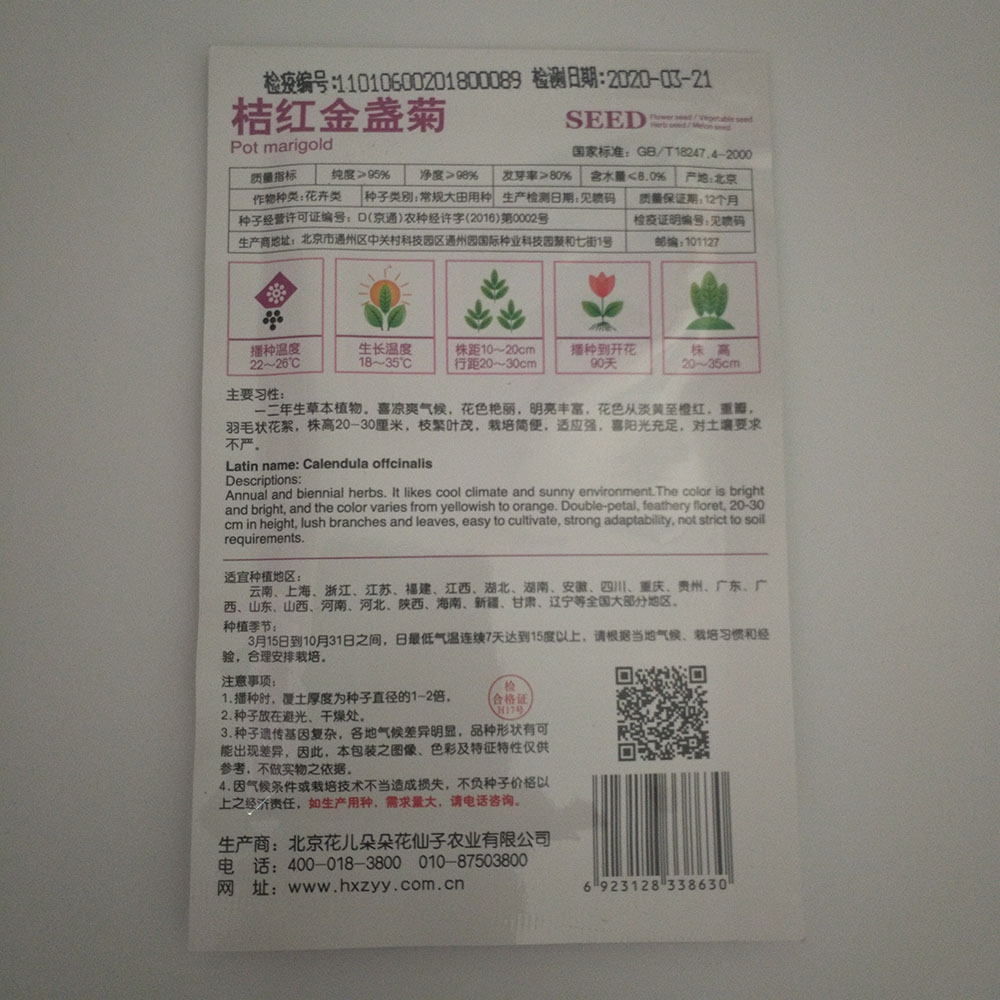 检疫编号:11010600201800089 检测日期:2020-03-21
桔红金盏菊
Pot marigold
SEED Flower seed / Vegetable seed
Herb seed / Melon seed
国家标准：GB/T18247.4-2000
质量指标 纯度≥95% 净度≥98% 发芽率≥80% 含水量≤8.0% 产地:北京
作物种类:花卉类 种子类别:常规大田用种 生产检测日期:见喷码 质量保证期:12个月
种子经营许可证编号：D(京通)农种经许字(2016)第0002号 检疫证明编号:见喷码
生产商地址：北京市通州区中关村科技园区通州园国际种业科技园聚和七街1号 邮编:101127
播种温度 生长温度 株距10～20cm 播种到开花 株 高
22～26℃ 18～35℃ 行距20～30cm 90天 20～35cm
主要习性：
一二年生草本植物。喜凉爽气候，花色艳丽，明亮丰富，花色从淡黄至橙红，重瓣，
羽毛状花絮，株高20-30厘米，枝繁叶茂，栽培简便，适应强，喜阳光充足，对土壤要求
不严。
Latin name: Calendula offcinalis
Descriptions:
Annual and biennial herbs. It likes cool climate and sunny environment.The color is bright
and bright, and the color varies from yellowish to orange. Double-petal, feathery floret, 20-30
cm in height, lush branches and leaves, easy to cultivate, strong adaptability, not strict to soil
requirements.
适宜种植地区：
云南、上海、浙江、江苏、福建、江西、湖北、湖南、安徽、四川、重庆、贵州、广东、广
西、山东、山西、河南、河北、陕西、海南、新疆、甘肃、辽宁等全国大部分地区。
种植季节：
3月15日到10月31日之间，日最低气温连续7天达到15度以上，请根据当地气候、栽培习惯和经
验，合理安排栽培。
注意事项：
1.播种时，覆土厚度为种子直径的1-2倍。
2.种子放在避光、干燥处。
3.种子遗传基因复杂，各地气候差异明显，品种形状有可
能出现差异，因此，本包装之图像、色彩及特征特性仅供
参考，不做实物之依据。
4.因气候条件或栽培技术不当造成损失，不负种子价格以
上之经济责任，如生产用种，需求量大，请电话咨询。
检
合格证
H17号
生产商：北京花儿朵朵花仙子农业有限公司
电 话：400-018-3800 010-87503800
网 址：www.hxzyy.com.cn
6 923128 338630